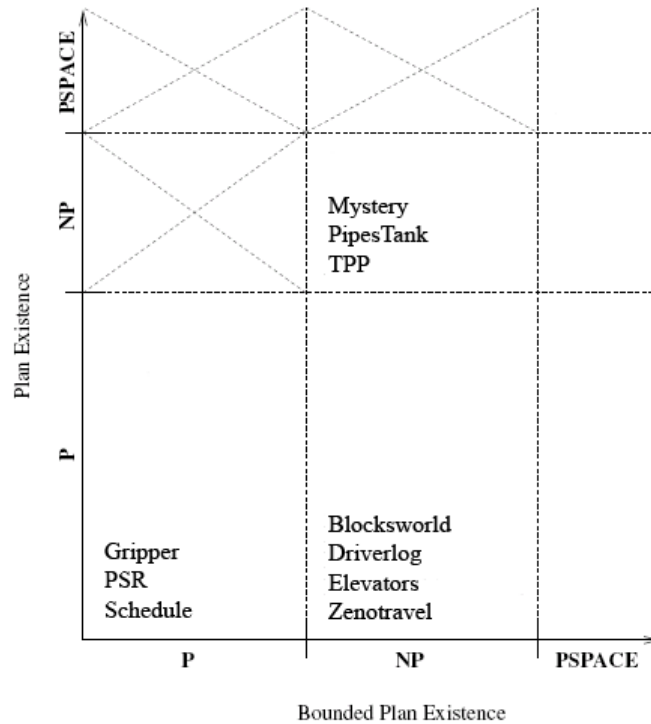 PSPACE
NP
Mystery
PipesTank
TPP
Plan Existence
P
Blocksworld
Driverlog
Elevators
Zenotravel
Gripper
PSR
Schedule
P
NP
PSPACE
Bounded Plan Existence